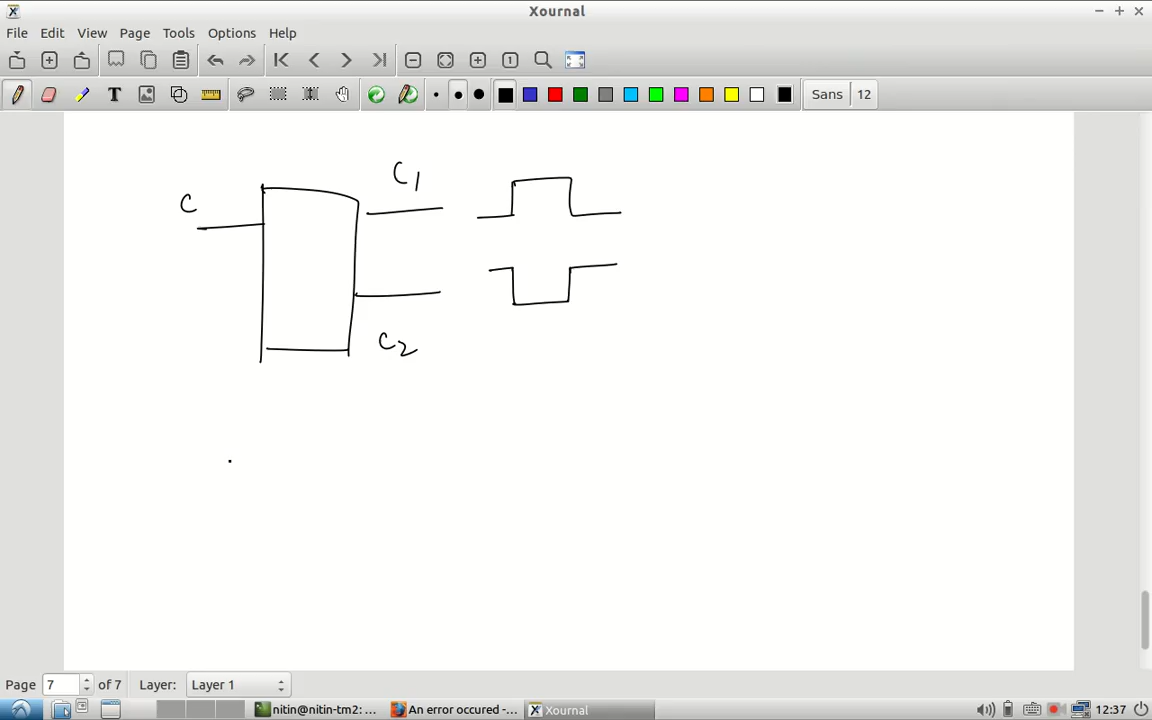 Xournal
File Edit View Page Tools Options Help
Sans 12
C
C1
C2
Page 7 of 7 Layer: Layer 1
nitin@nitin-tm2: ... An error occured -... Xournal 12:37